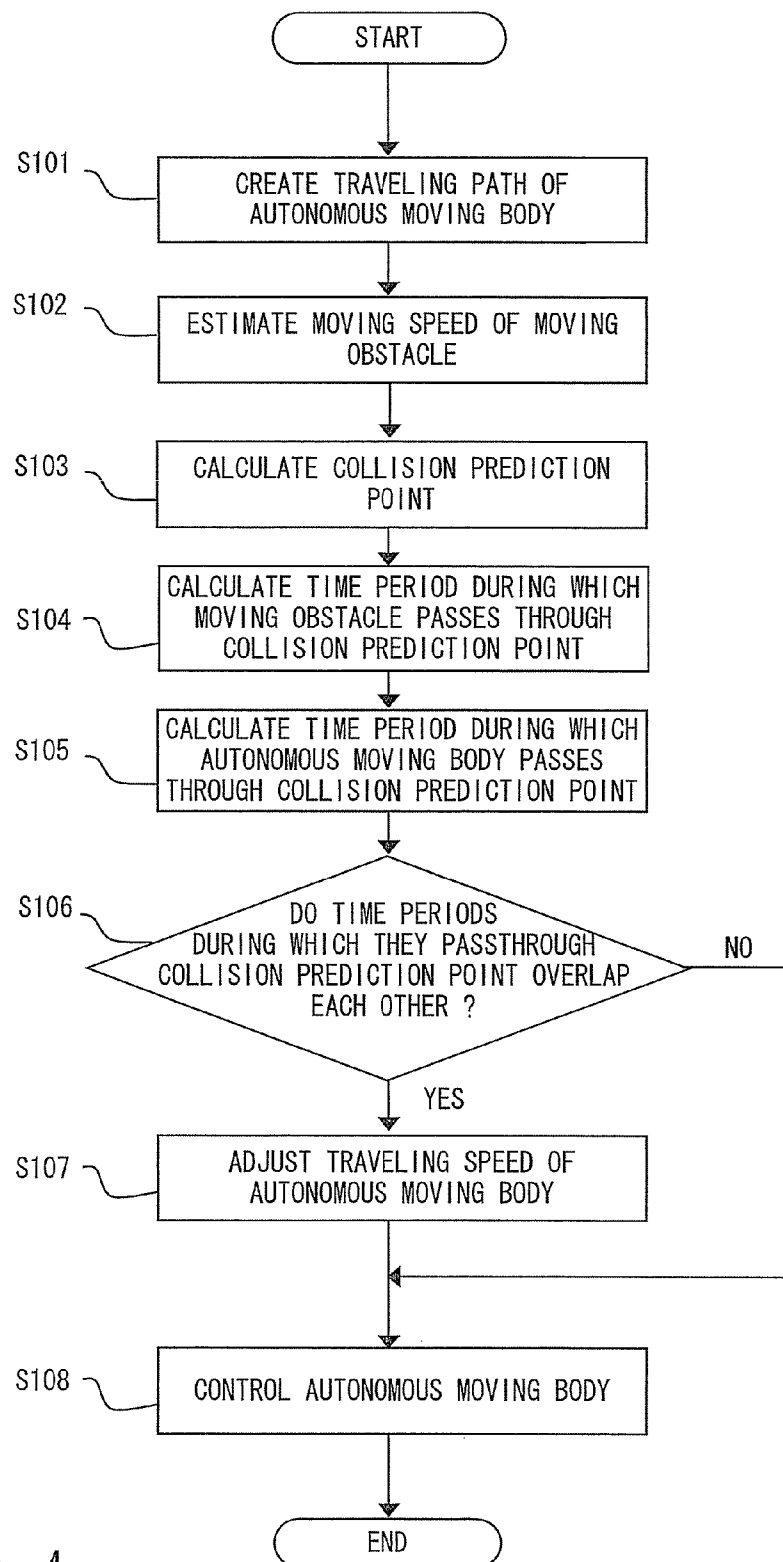 START
S101
CREATE TRAVELING PATH OF
AUTONOMOUS MOVING BODY
S102
ESTIMATE MOVING SPEED OF MOVING
OBSTACLE
S103
CALCULATE COLLISION PREDICTION
POINT
S104
CALCULATE TIME PERIOD DURING WHICH
MOVING OBSTACLE PASSES THROUGH
COLLISION PREDICTION POINT
S105
CALCULATE TIME PERIOD DURING WHICH
AUTONOMOUS MOVING BODY PASSES
THROUGH COLLISION PREDICTION POINT
S106
DO TIME PERIODS
DURING WHICH THEY PASSTHROUGH
COLLISION PREDICTION POINT OVERLAP
EACH OTHER ?
NO
YES
S107
ADJUST TRAVELING SPEED OF
AUTONOMOUS MOVING BODY
S108
CONTROL AUTONOMOUS MOVING BODY
END